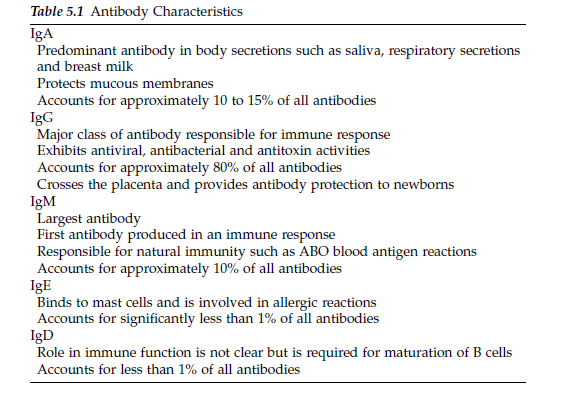 Table 5.1 Antibody Characteristics
IgA
Predominant antibody in body secretions such as saliva, respiratory secretions
and breast milk
Protects mucous membranes
Accounts for approximately 10 to 15% of all antibodies
IgG
Major class of antibody responsible for immune response
Exhibits antiviral, antibacterial and antitoxin activities
Accounts for approximately 80% of all antibodies
Crosses the placenta and provides antibody protection to newborns
IgM
Largest antibody
First antibody produced in an immune response
Responsible for natural immunity such as ABO blood antigen reactions
Accounts for approximately 10% of all antibodies
IgE
Binds to mast cells and is involved in allergic reactions
Accounts for significantly less than 1% of all antibodies
IgD
Role in immune function is not clear but is required for maturation of B cells
Accounts for less than 1% of all antibodies